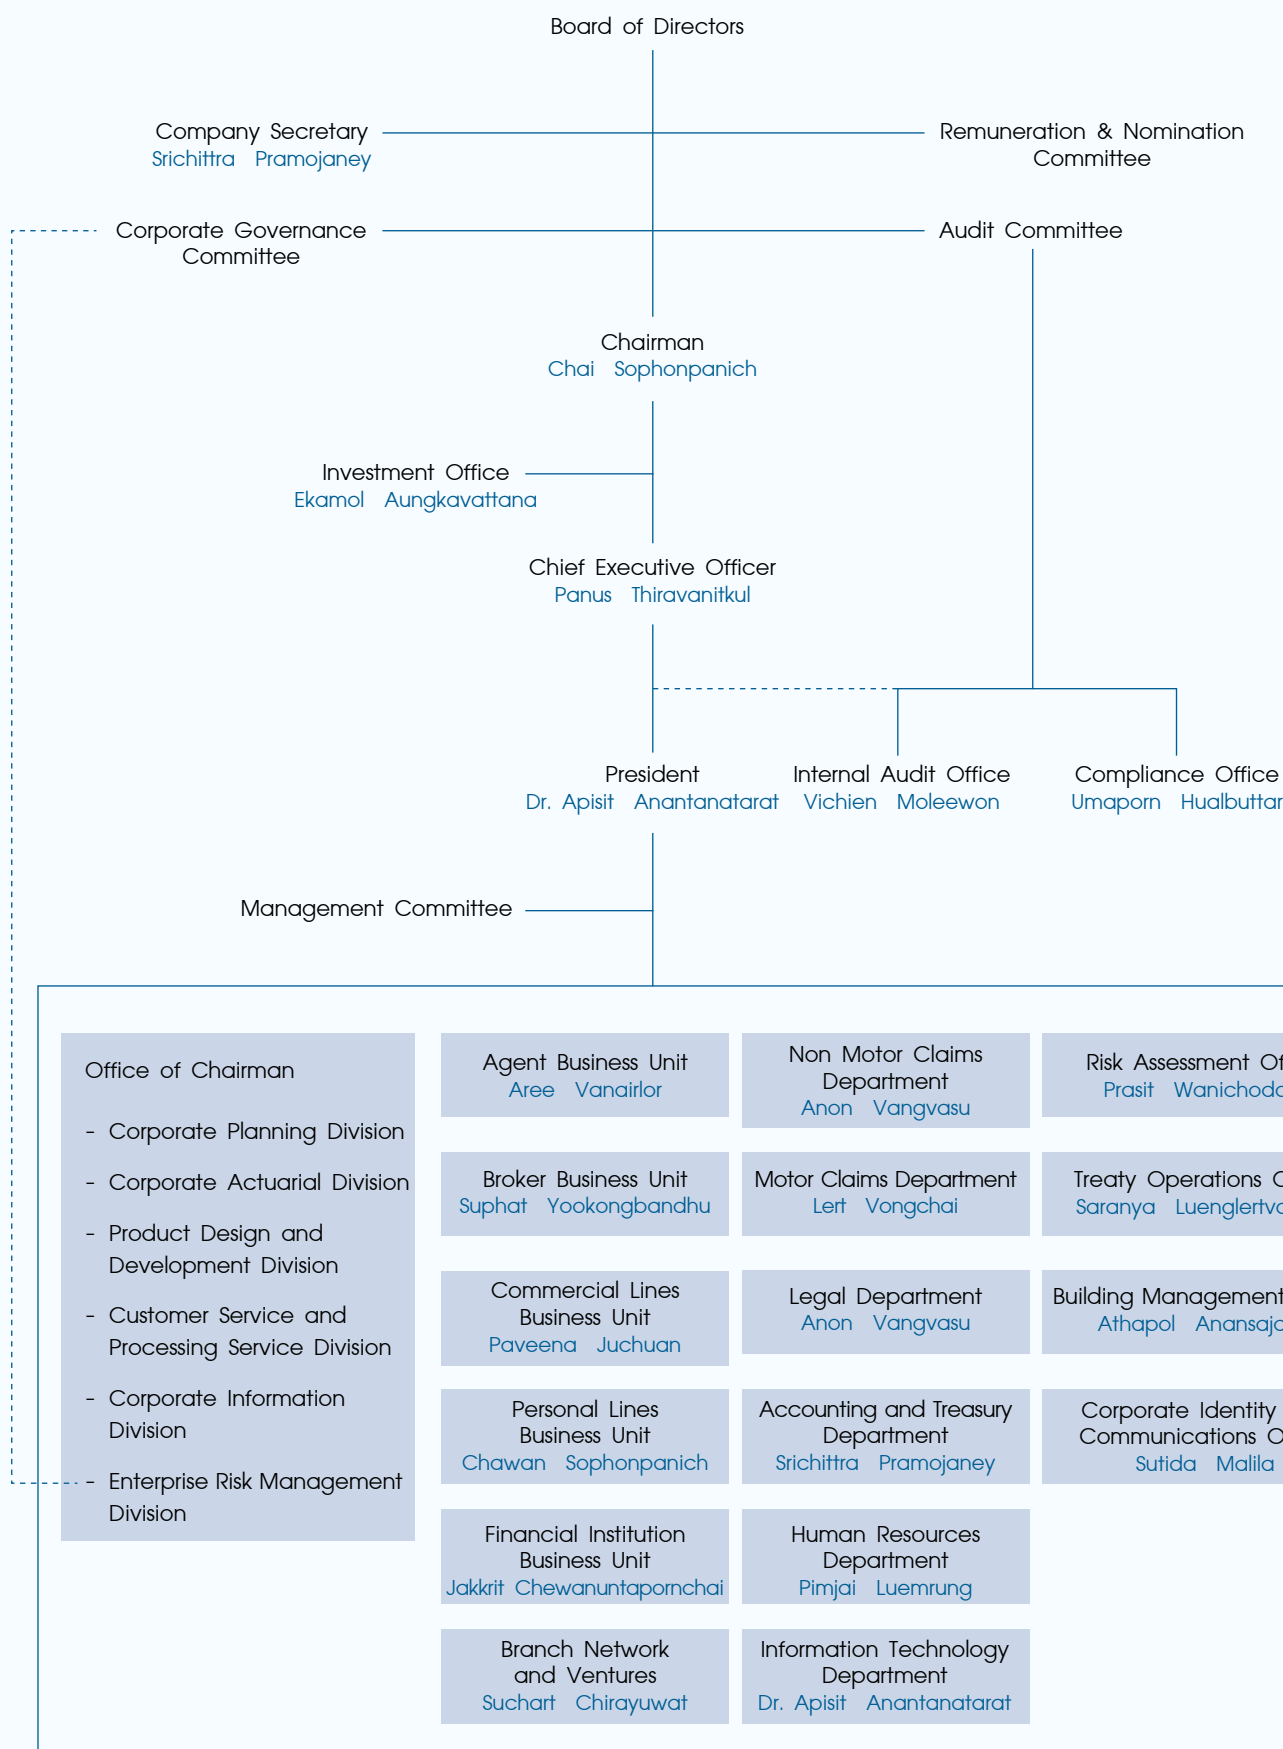 Board of Directors
Company Secretary
Srichittra Pramojaney
Remuneration & Nomination
Committee
Corporate Governance
Committee
Audit Committee
Chairman
Chai Sophonpanich
Investment Office
Ekamol Aungkavattana
Chief Executive Officer
Panus Thiravanitkul
President
Dr. Apisit Anantanatarat
Internal Audit Office
Vichien Moleewon
Compliance Office
Umaporn
Management Committee
Office of Chairman
- Corporate Planning Division
- Corporate Actuarial Division
- Product Design and
Development Division
- Customer Service and
Processing Service Division
- Corporate Information
Division
- Enterprise Risk Management
Division
Agent Business Unit
Aree Vanairlor
Broker Business Unit
Suphat Yookongbandhu
Commercial Lines
Business Unit
Paveena Juchuan
Personal Lines
Business Unit
Chawan Sophonpanich
Financial Institution
Business Unit
Jakkrit Chewanuntapornchai
Branch Network
and Ventures
Suchart Chirayuwat
Non Motor Claims
Department
Anon Vangvasu
Motor Claims Department
Lert Vongchai
Legal Department
Anon Vangvasu
Accounting and Treasury
Department
Srichittra Pramojaney
Human Resources
Department
Pimjai Luemrung
Information Technology
Department
Dr. Apisit Anantanatarat
Risk Assessment
Prasit
Treaty Operations
Saranya
Building Management
Athapol
Corporate Identity
Communications
Sutida Malila